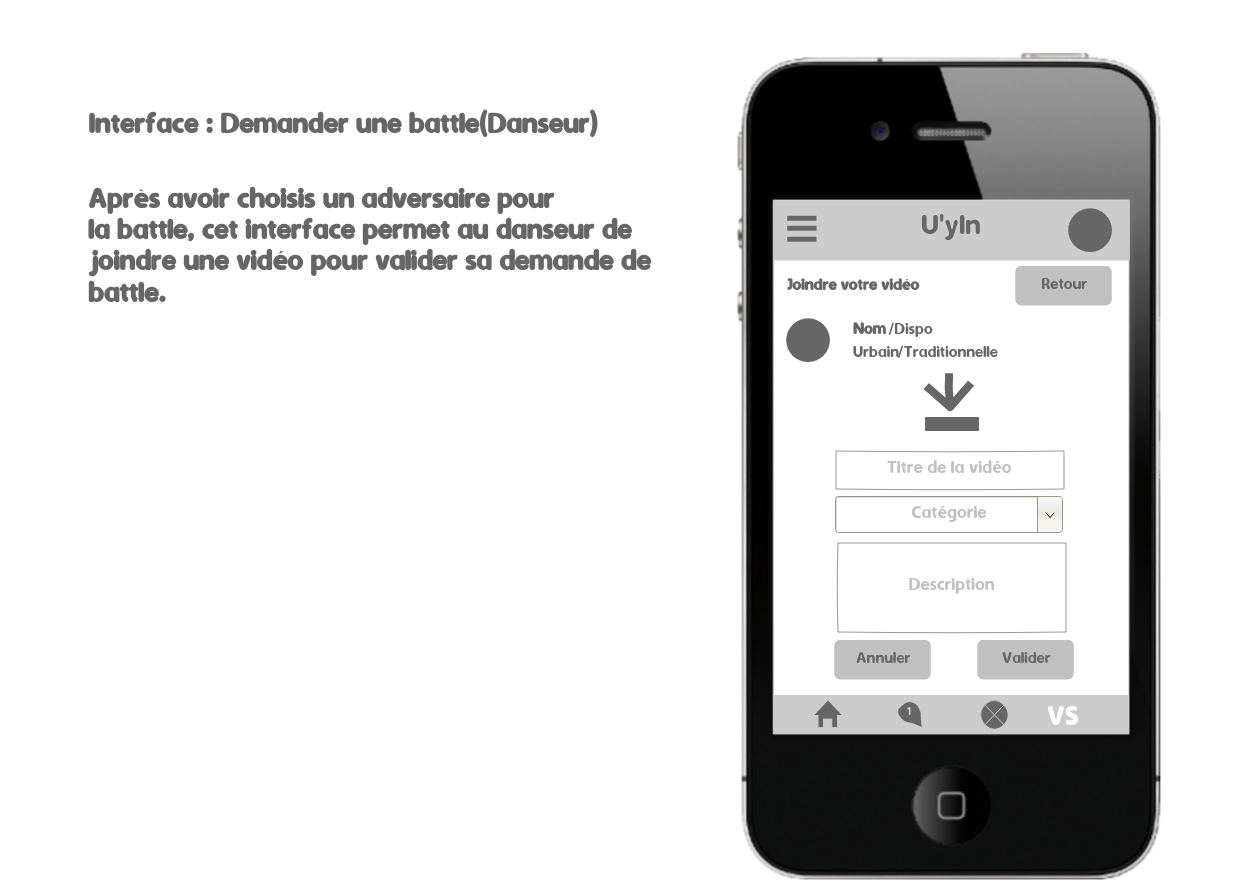 Interface : Demander une battle(Danseur)
Après avoir choisis un adversaire pour
la battle, cet interface permet au danseur de
joindre une vidéo pour valider sa demande de
battle.
U'yIn
Joindre votre vidéo
Retour
Nom /Dispo
Urbain/Traditionnelle
Titre de la vidéo
Catégorie
Description
Annuler
Valider
1
VS